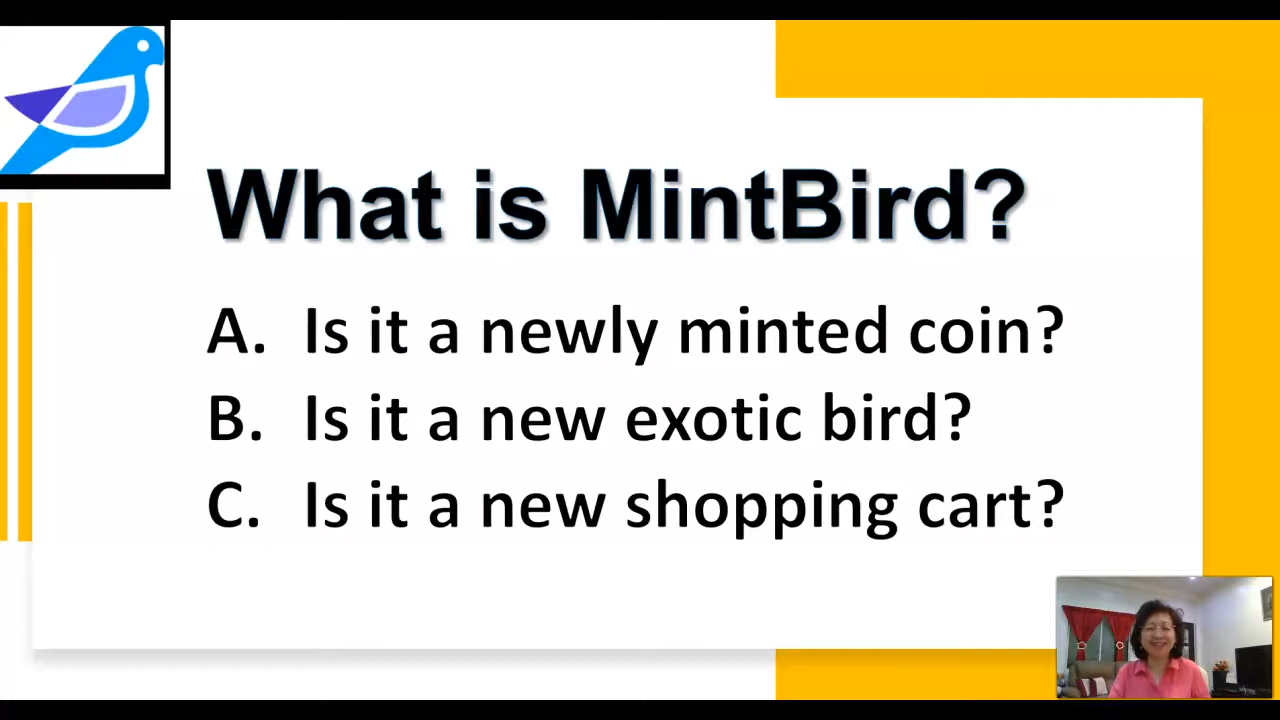 What is MintBird?
A. Is it a newly minted coin?
B. Is it a new exotic bird?
C. Is it a new shopping cart?